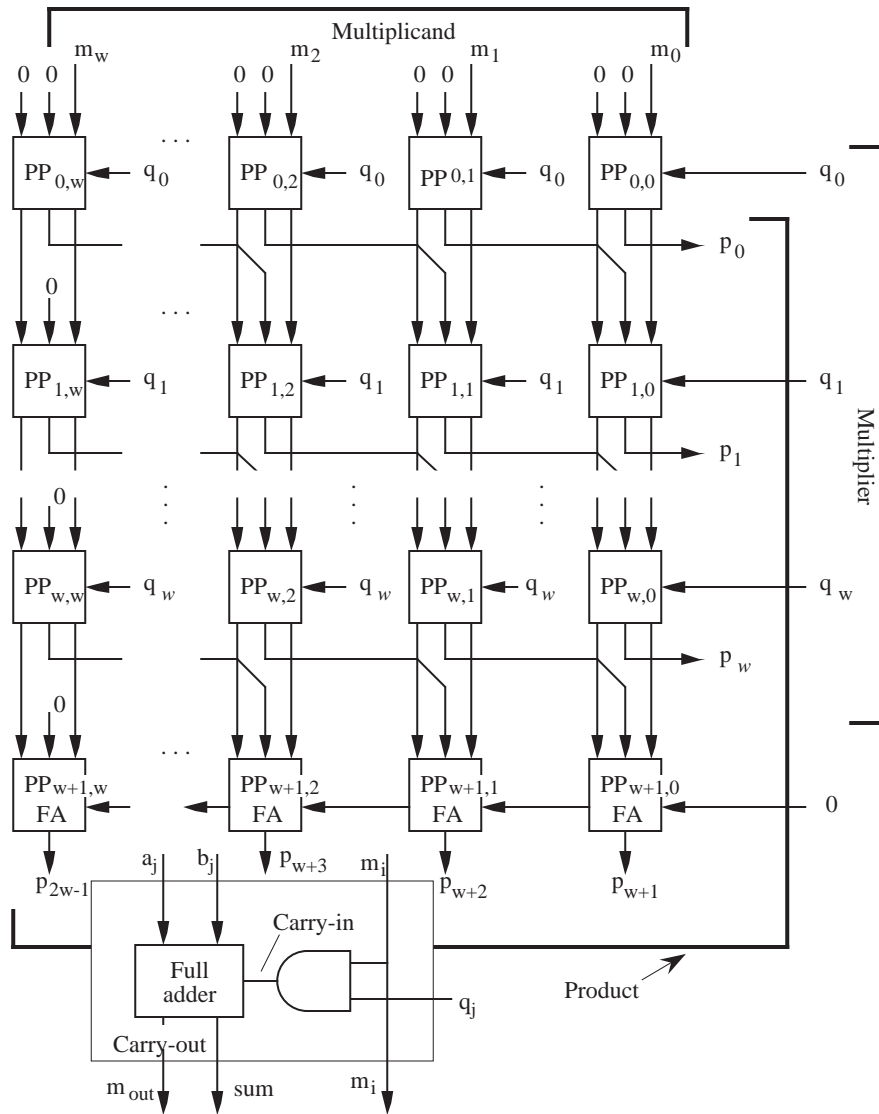 Multiplicand
m_w m_2 m_1 m_0
0 0 0 0 0 0 0 0
. . .
PP_0,w q_0 PP_0,2 q_0 PP^0,1 q_0 PP_0,0 q_0
p_0
0
. . .
PP_1,w q_1 PP_1,2 q_1 PP_1,1 q_1 PP_1,0 q_1
p_1
Multiplier
0
. . . . . . . . .
PP_w,w q_w PP_w,2 q_w PP_w,1 q_w PP_w,0 q_w
p_w
0
. . .
PP_w+1,w PP_w+1,2 PP_w+1,1 PP_w+1,0
FA FA FA FA 0
p_2w-1 a_j b_j p_w+3 m_i p_w+2 p_w+1
Carry-in
Full
adder
q_j
Product
Carry-out
m_out sum m_i